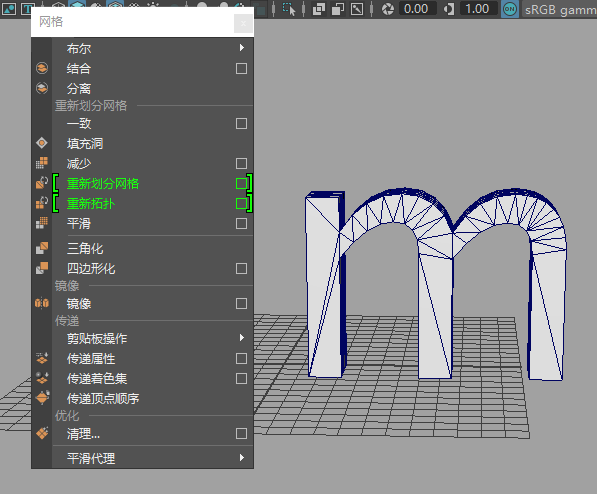 0.00 1.00 ON sRGB gamm
网格
布尔
结合
分离
重新划分网格
一致
填充洞
减少
重新划分网格
重新拓扑
平滑
三角化
四边形化
镜像
镜像
传递
剪贴板操作
传递属性
传递着色集
传递顶点顺序
优化
清理...
平滑代理